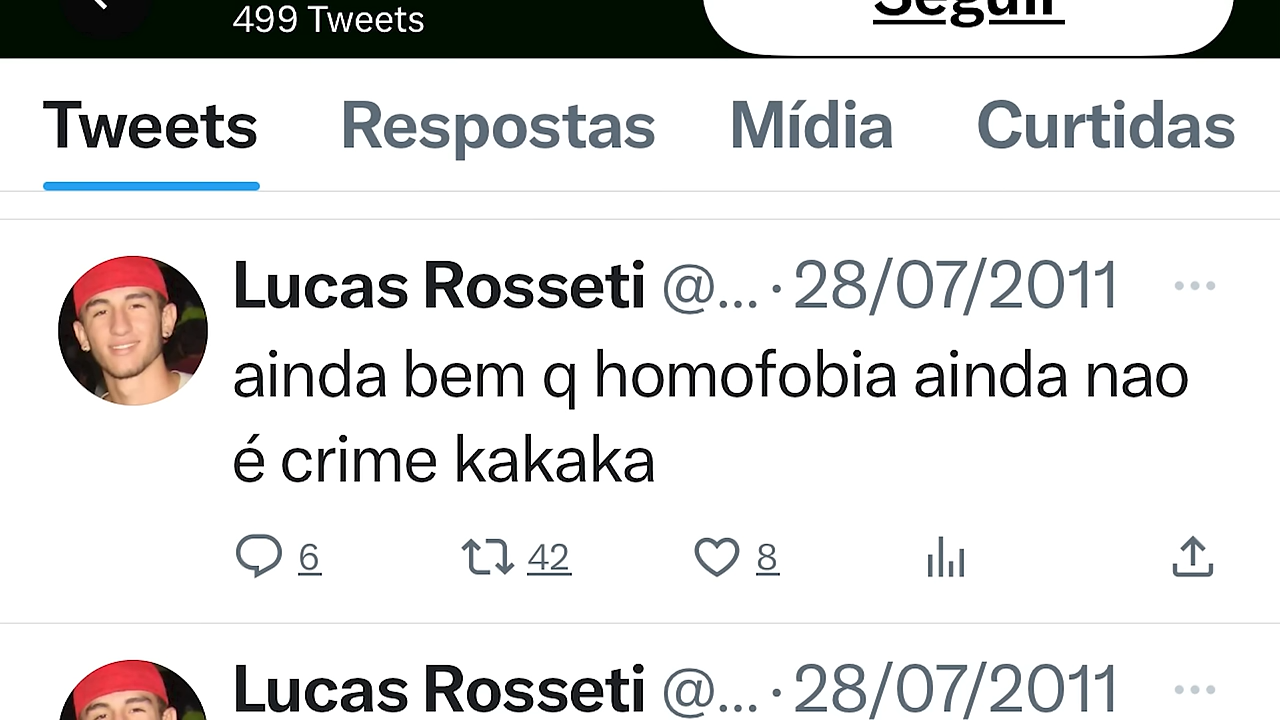 499 Tweets
Seguir
Tweets Respostas Mídia Curtidas
Lucas Rosseti @... · 28/07/2011
ainda bem q homofobia ainda nao
é crime kakaka
6 42 8
Lucas Rosseti @... · 28/07/2011